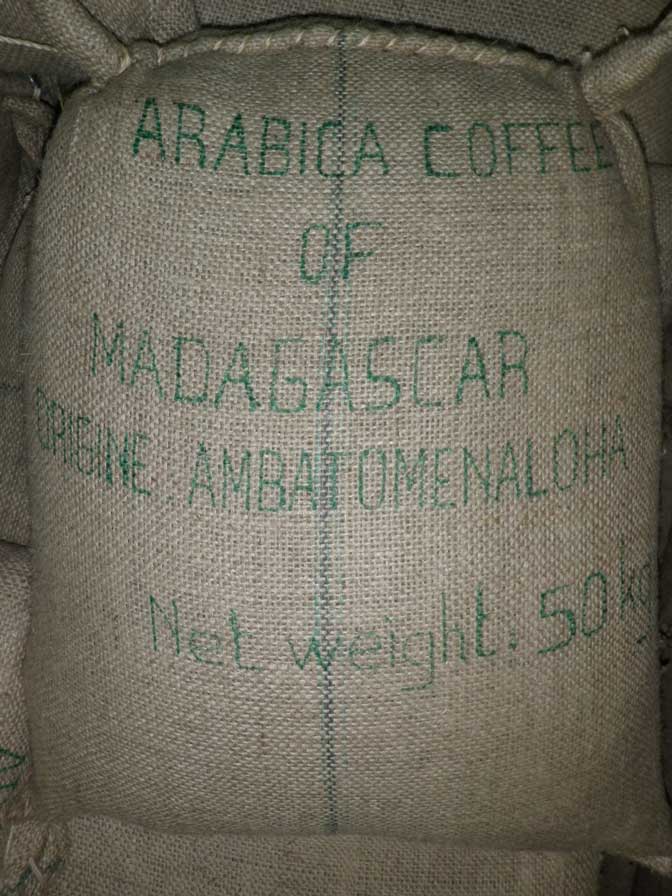 ARABICA COFFEE
OF
MADAGASCAR
ORIGINE : AMBATOMENALOHA
Net weight. 50 kg